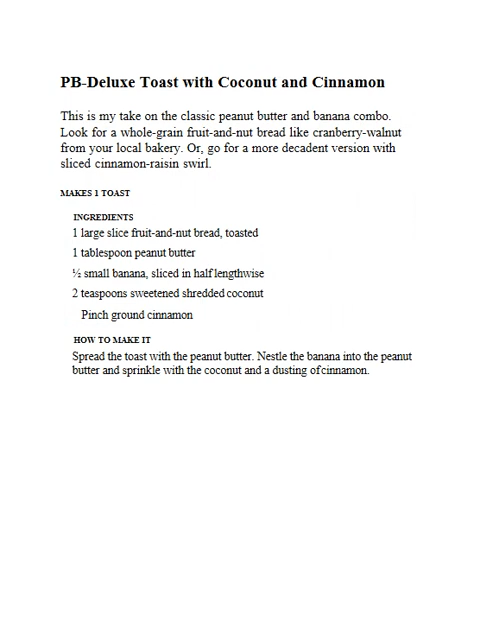 PB-Deluxe Toast with Coconut and Cinnamon
This is my take on the classic peanut butter and banana combo.
Look for a whole-grain fruit-and-nut bread like cranberry-walnut
from your local bakery. Or, go for a more decadent version with
sliced cinnamon-raisin swirl.
MAKES 1 TOAST
INGREDIENTS
1 large slice fruit-and-nut bread, toasted
1 tablespoon peanut butter
½ small banana, sliced in half lengthwise
2 teaspoons sweetened shredded coconut
Pinch ground cinnamon
HOW TO MAKE IT
Spread the toast with the peanut butter. Nestle the banana into the peanut
butter and sprinkle with the coconut and a dusting of cinnamon.